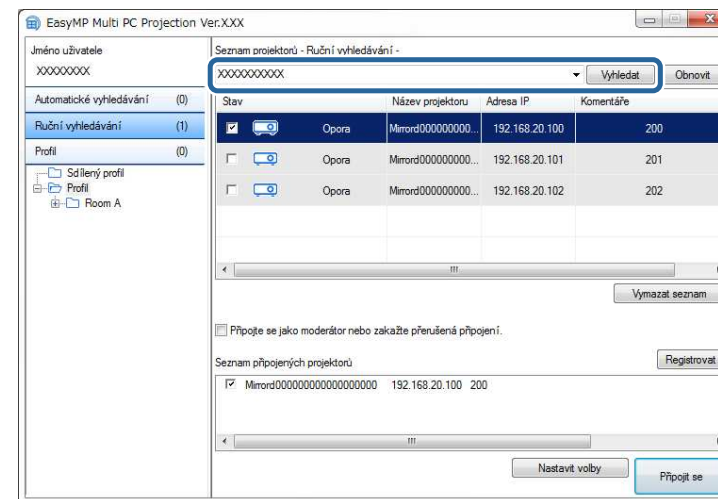 EasyMP Multi PC Projection Ver.XXX
Jméno uživatele
XXXXXXXX
Automatické vyhledávání (0)
Ruční vyhledávání (1)
Profil (0)
Sdílený profil
Profil
Room A
Seznam projektorů - Ruční vyhledávání -
XXXXXXXXXX Vyhledat Obnovit
Stav Název projektoru Adresa IP Komentáře
Opora Mirrord000000000... 192.168.20.100 200
Opora Mirrord000000000... 192.168.20.101 201
Opora Mirrord000000000... 192.168.20.102 202
Vymazat seznam
Připojte se jako moderátor nebo zakažte přerušená připojení.
Seznam připojených projektorů Registrovat
Mirrord00000000000000000 192.168.20.100 200
Nastavit volby Připojit se